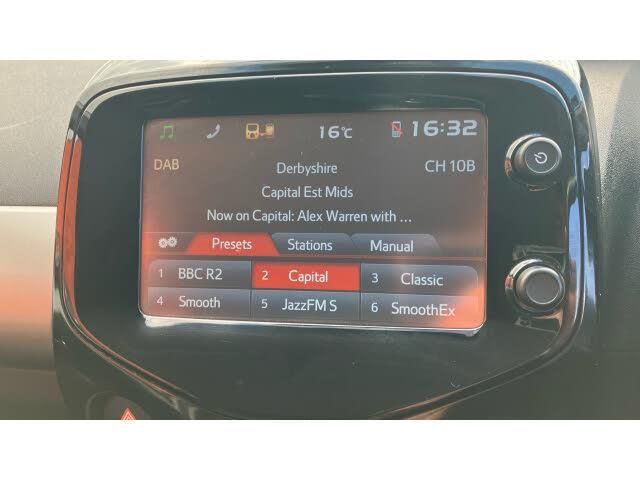 16°C 16:32
DAB Derbyshire CH 10B
Capital Est Mids
Now on Capital: Alex Warren with ...
Presets Stations Manual
1 BBC R2 2 Capital 3 Classic
4 Smooth 5 JazzFM S 6 SmoothEx